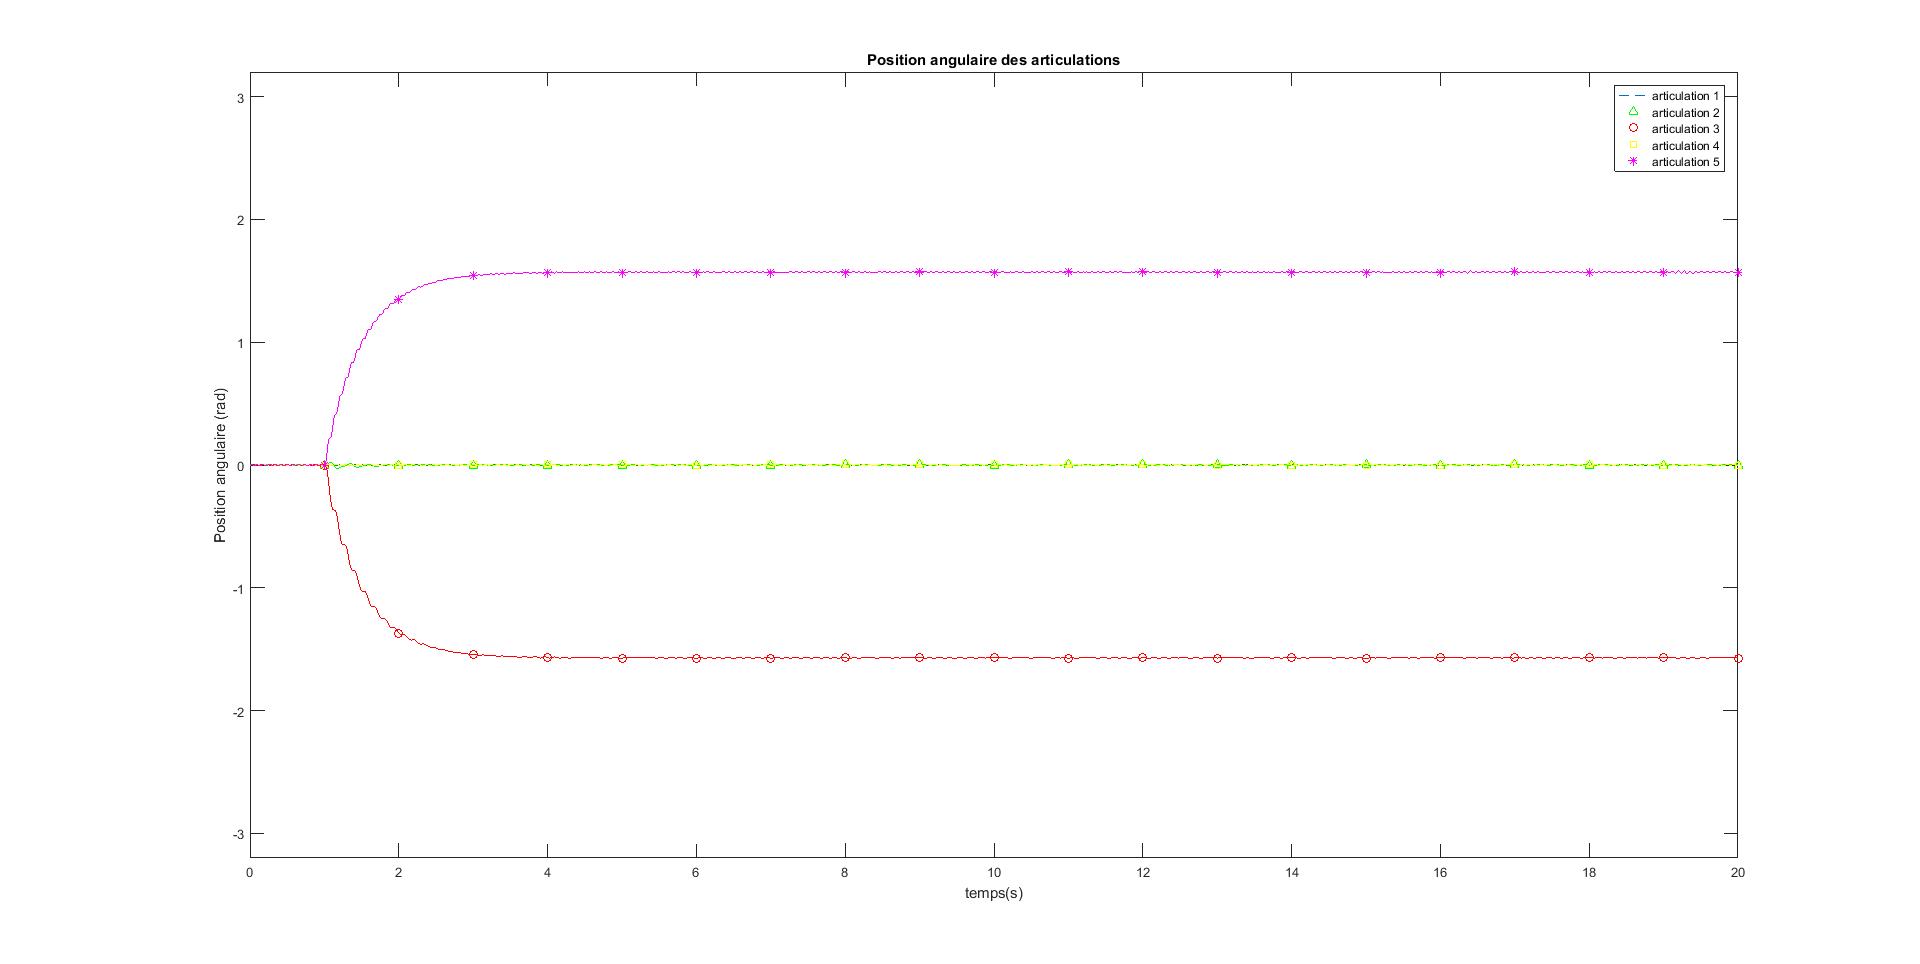 Position angulaire des articulations
articulation 1
articulation 2
articulation 3
articulation 4
articulation 5
3
2
1
0
-1
-2
-3
Position angulaire (rad)
0 2 4 6 8 10 12 14 16 18 20
temps(s)